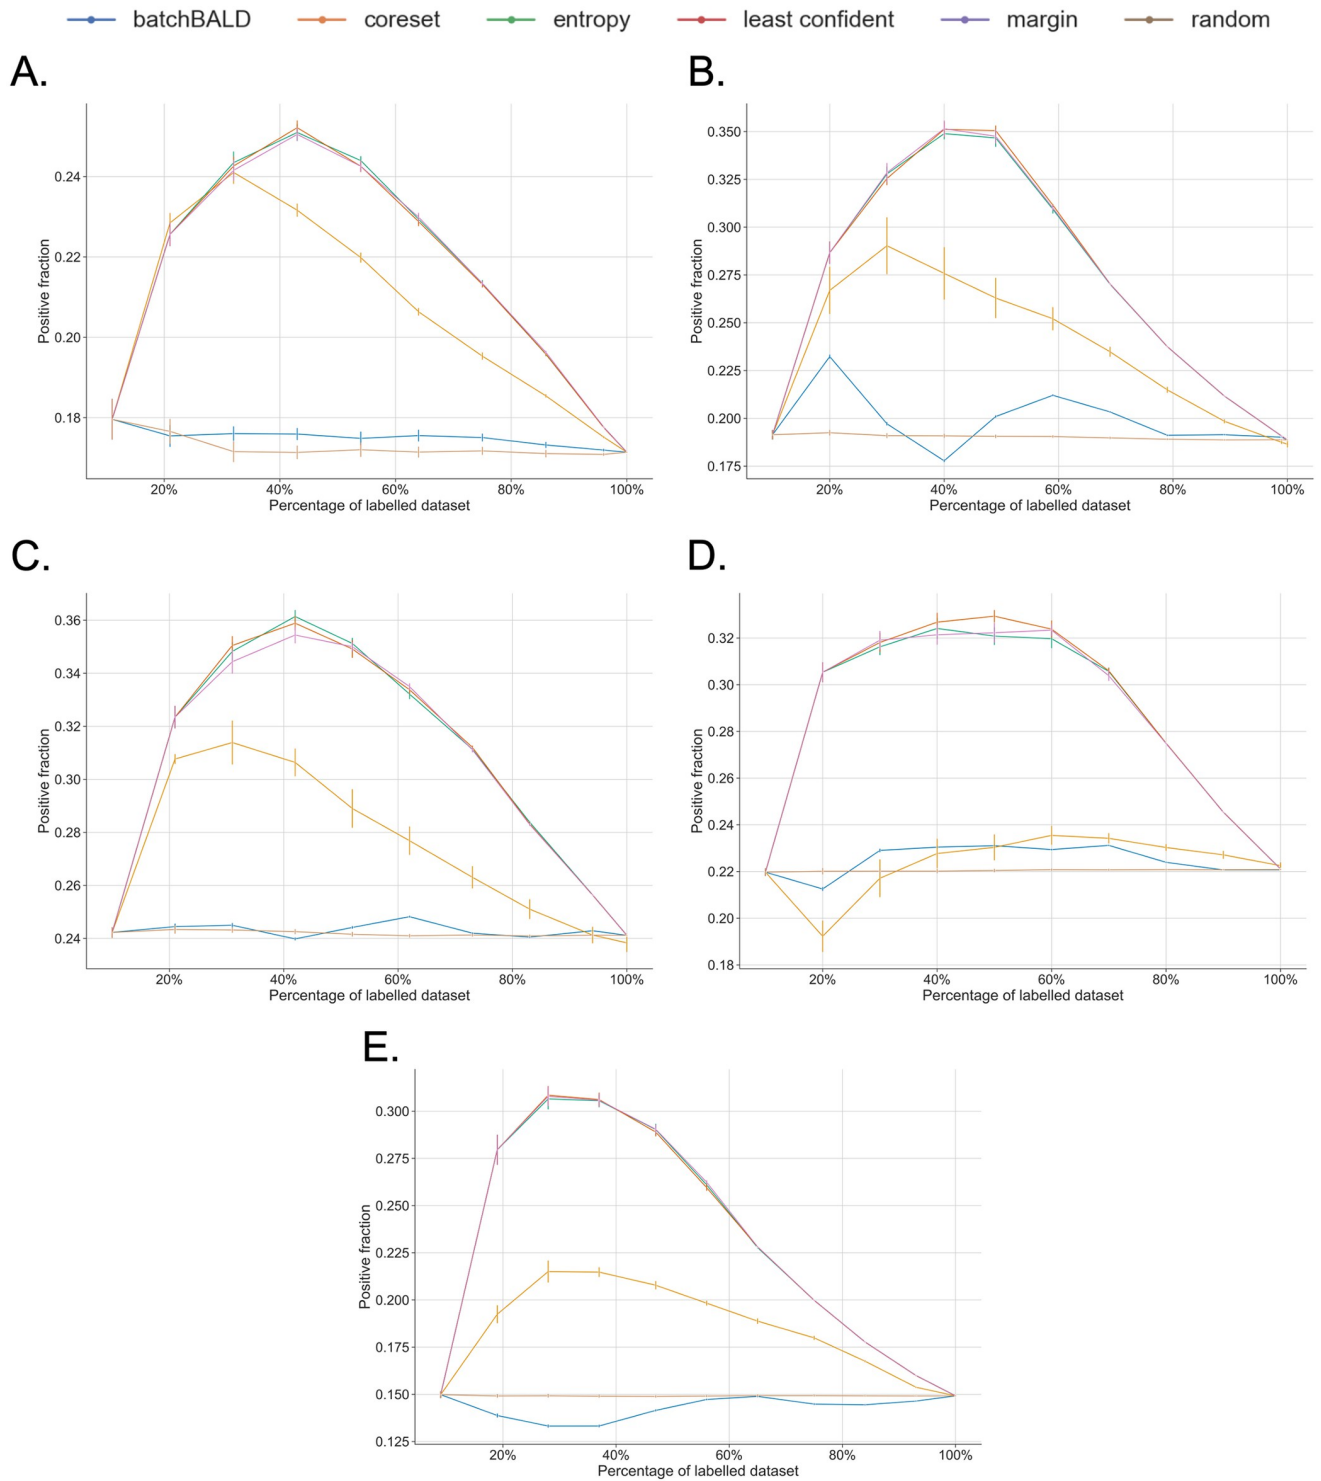 batchBALD coreset entropy least confident margin random
A.
0.24
0.22
0.20
0.18
Positive fraction
20% 40% 60% 80% 100%
Percentage of labelled dataset
B.
0.350
0.325
0.300
0.275
0.250
0.225
0.200
0.175
Positive fraction
20% 40% 60% 80% 100%
Percentage of labelled dataset
C.
0.36
0.34
0.32
0.30
0.28
0.26
0.24
Positive fraction
20% 40% 60% 80% 100%
Percentage of labelled dataset
D.
0.32
0.30
0.28
0.26
0.24
0.22
0.20
0.18
Positive fraction
20% 40% 60% 80% 100%
Percentage of labelled dataset
E.
0.300
0.275
0.250
0.225
0.200
0.175
0.150
0.125
Positive fraction
20% 40% 60% 80% 100%
Percentage of labelled dataset